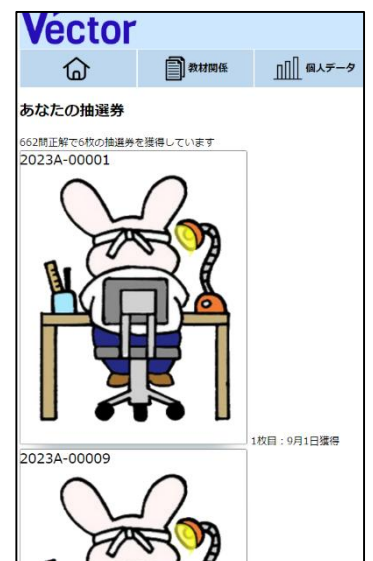 Vector
教材関係
個人データ
あなたの抽選券
662問正解で6枚の抽選券を獲得しています
2023A-00001
1枚目：9月1日獲得
2023A-00009